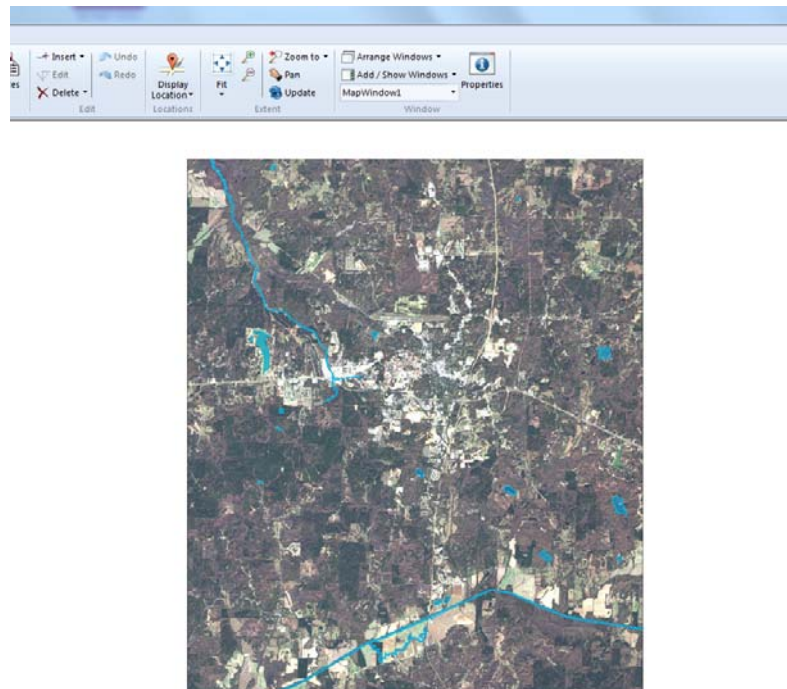 Insert
Undo
Edit
Redo
Delete
Edit
Display
Location
Locations
Fit
Zoom to
Pan
Update
Extent
Arrange Windows
Add / Show Windows
MapWindow1
Window
Properties